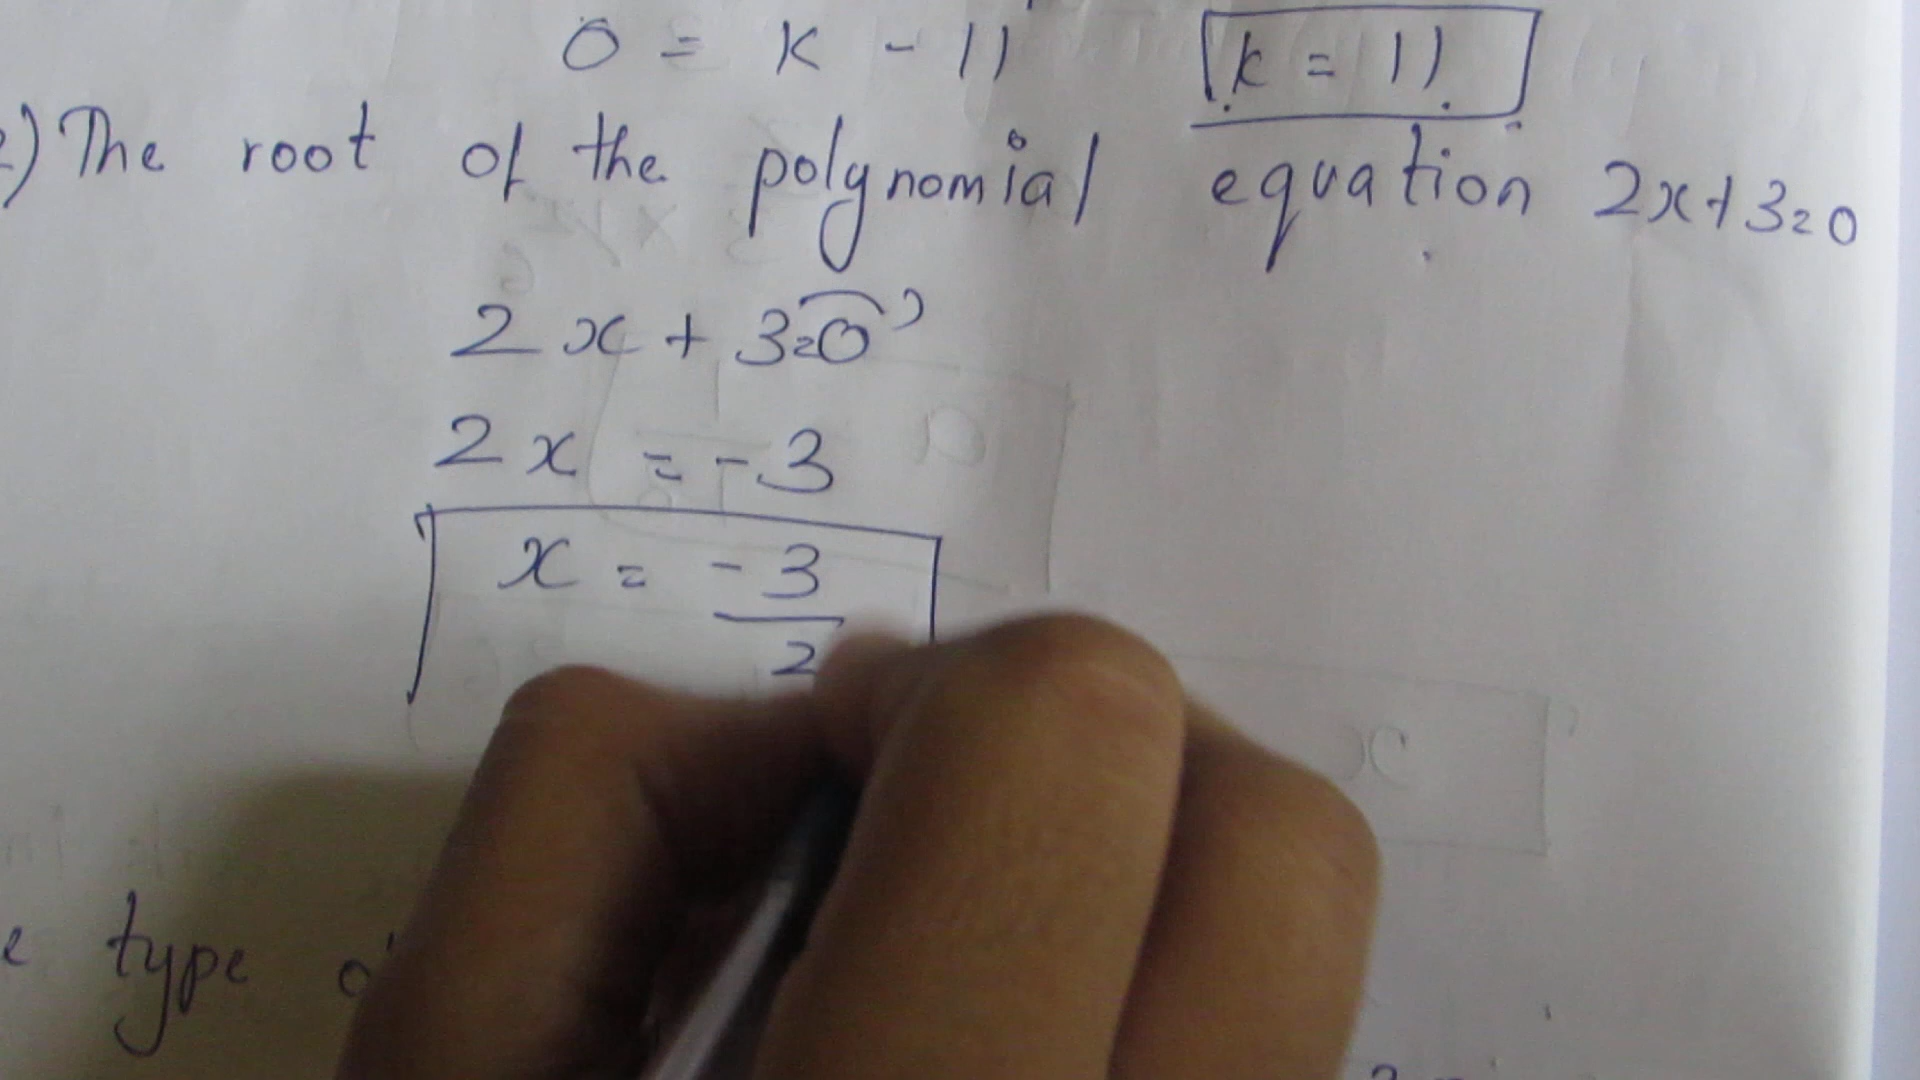 0 = K - 11 k = 11
2) The root of the polynomial equation 2x+3=0
2x + 3=0
2x = -3
x = -3/2
e type o